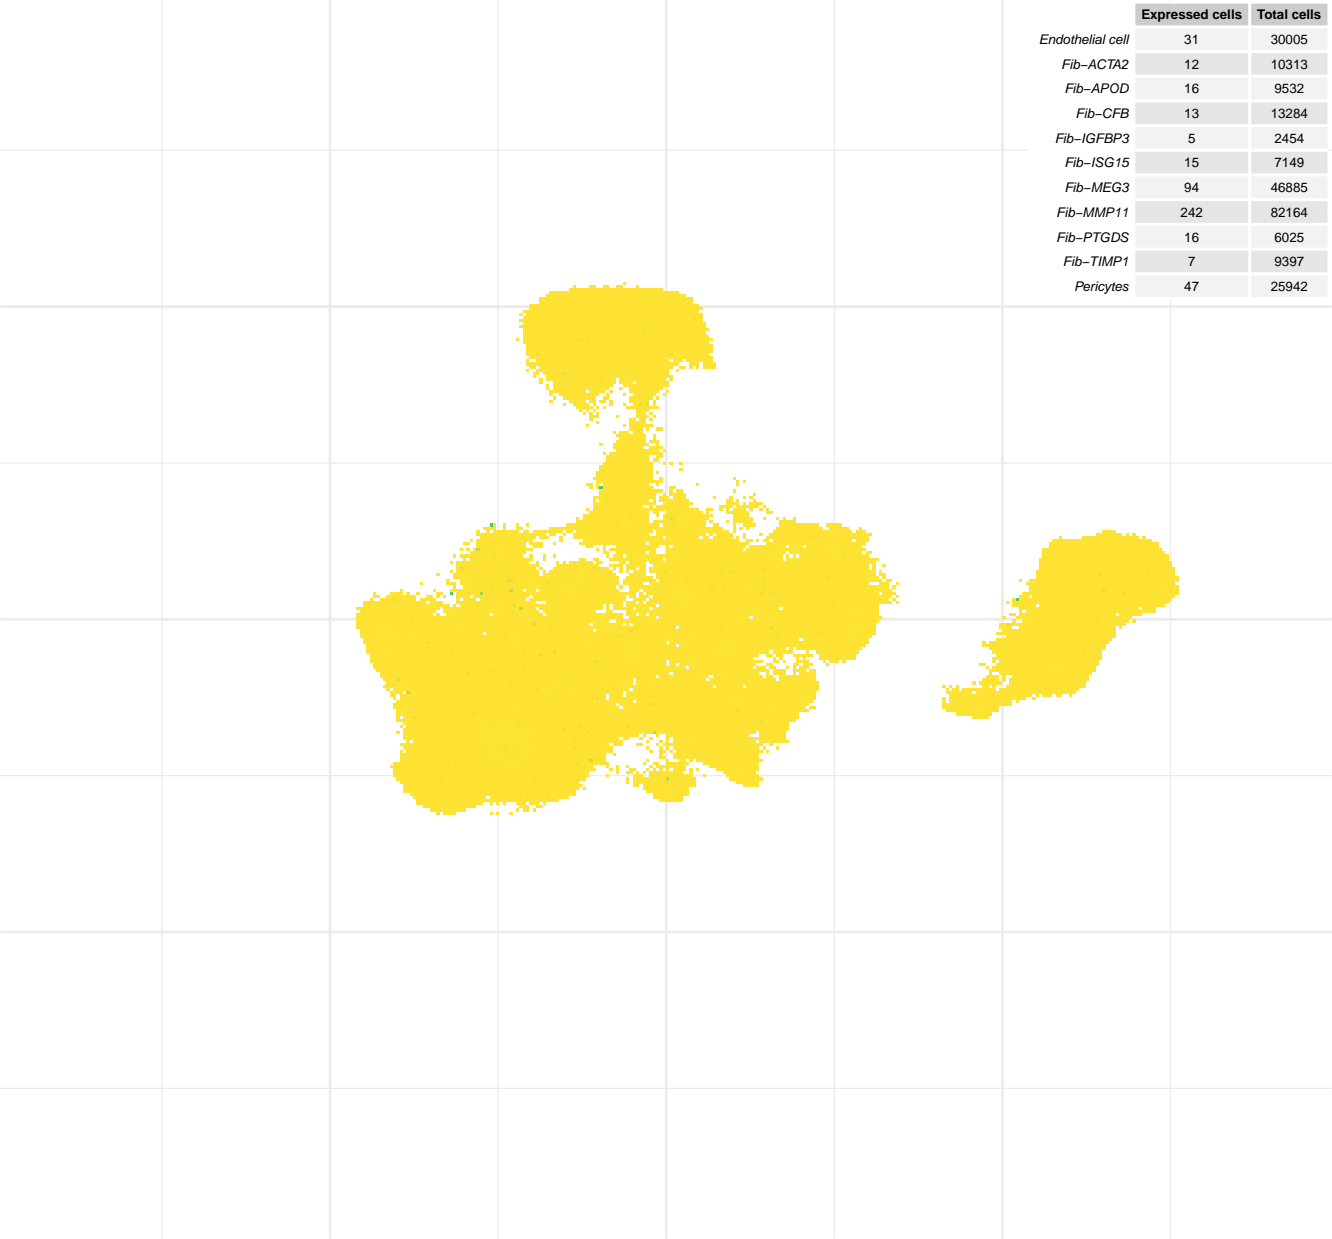 Expressed cells Total cells
Endothelial cell 31 30005
Fib−ACTA2 12 10313
Fib−APOD 16 9532
Fib−CFB 13 13284
Fib−IGFBP3 5 2454
Fib−ISG15 15 7149
Fib−MEG3 94 46885
Fib−MMP11 242 82164
Fib−PTGDS 16 6025
Fib−TIMP1 7 9397
Pericytes 47 25942